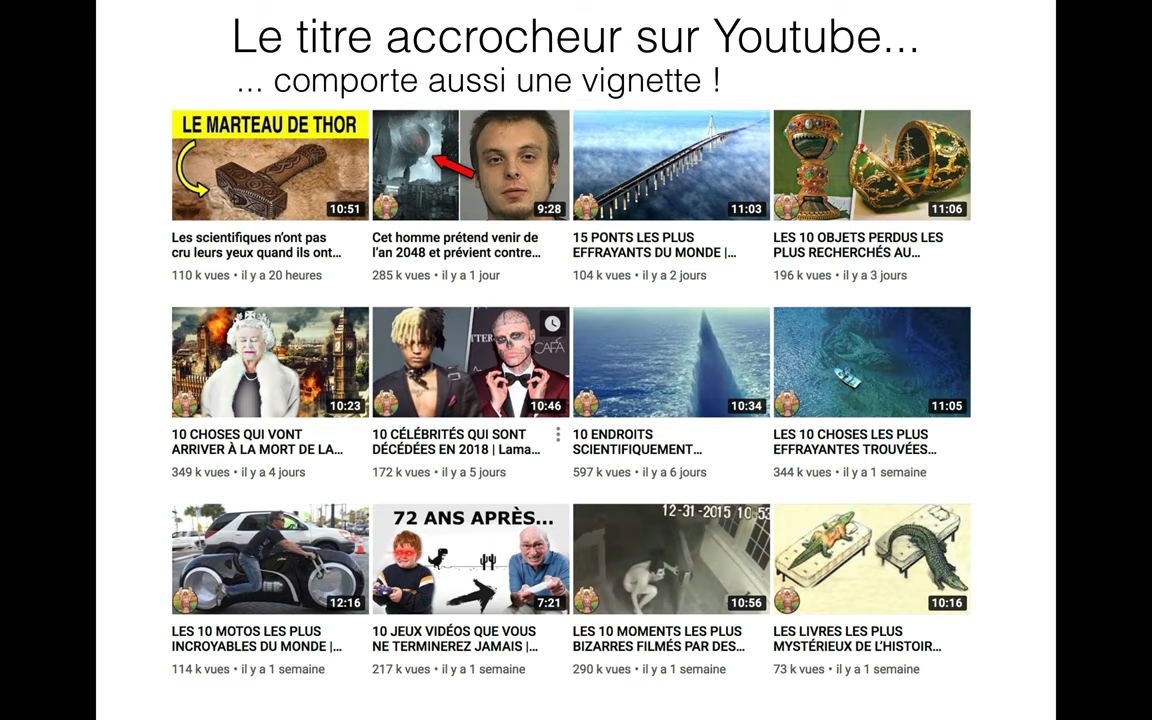 Le titre accrocheur sur Youtube...
... comporte aussi une vignette !
LE MARTEAU DE THOR
10:51
9:28
11:03
11:06
Les scientifiques n'ont pas
cru leurs yeux quand ils ont...
110 k vues • il y a 20 heures
Cet homme prétend venir de
l'an 2048 et prévient contre...
285 k vues • il y a 1 jour
15 PONTS LES PLUS
EFFRAYANTS DU MONDE |...
104 k vues • il y a 2 jours
LES 10 OBJETS PERDUS LES
PLUS RECHERCHÉS AU...
196 k vues • il y a 3 jours
TTER
CAFA
10:23
10:46
10:34
11:05
10 CHOSES QUI VONT
ARRIVER À LA MORT DE LA...
349 k vues • il y a 4 jours
10 CÉLÉBRITÉS QUI SONT
DÉCÉDÉES EN 2018 | Lama...
172 k vues • il y a 5 jours
10 ENDROITS
SCIENTIFIQUEMENT...
597 k vues • il y a 6 jours
LES 10 CHOSES LES PLUS
EFFRAYANTES TROUVÉES...
344 k vues • il y a 1 semaine
72 ANS APRÈS...
12-31-2015 10:53
12:16
7:21
10:56
10:16
LES 10 MOTOS LES PLUS
INCROYABLES DU MONDE |...
114 k vues • il y a 1 semaine
10 JEUX VIDÉOS QUE VOUS
NE TERMINEREZ JAMAIS |...
217 k vues • il y a 1 semaine
LES 10 MOMENTS LES PLUS
BIZARRES FILMÉS PAR DES...
290 k vues • il y a 1 semaine
LES LIVRES LES PLUS
MYSTÉRIEUX DE L'HISTOIR...
73 k vues • il y a 1 semaine